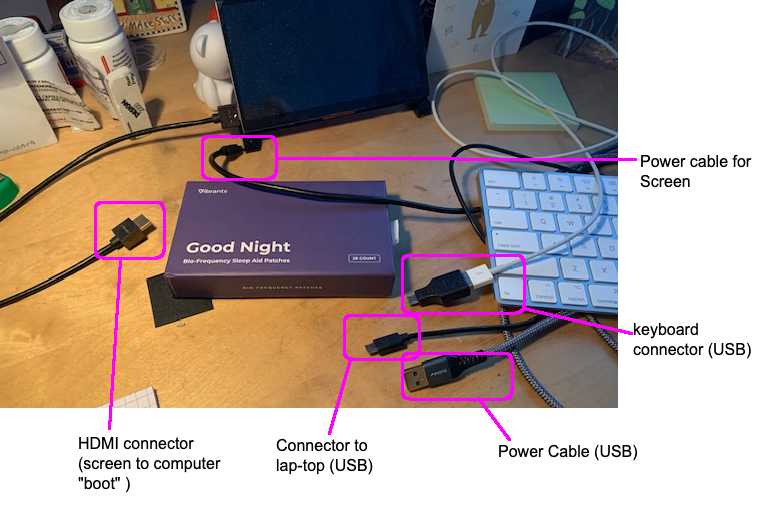 Vibrants
Good Night
Bio-Frequency Sleep Aid Patches
28 COUNT
BIO-FREQUENCY PATCHES
Power cable for
Screen
keyboard
connector (USB)
HDMI connector
(screen to computer
"boot" )
Connector to
lap-top (USB)
Power Cable (USB)